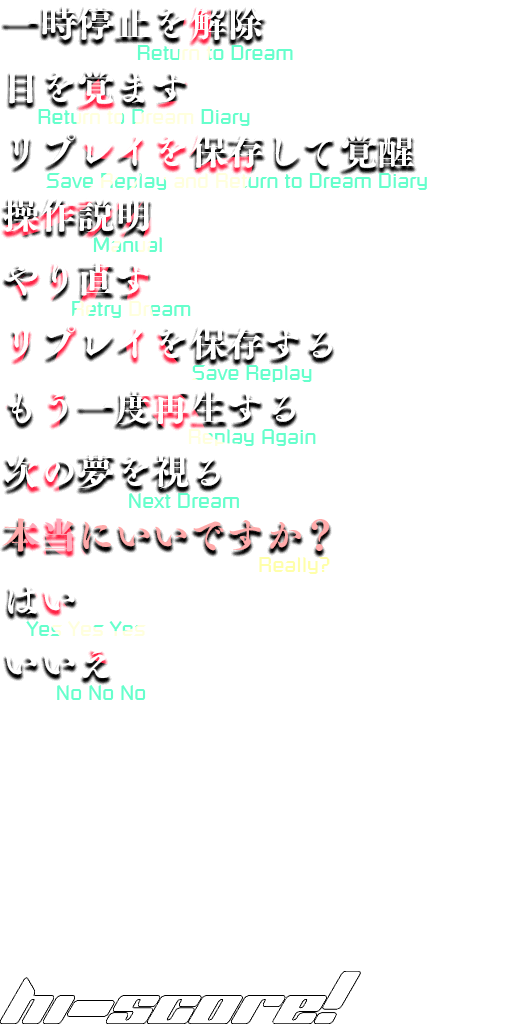 一時停止を解除
Return to Dream
目を覚ます
Return to Dream Diary
リプレイを保存して覚醒
Save Replay and Return to Dream Diary
操作説明
Manual
やり直す
Retry Dream
リプレイを保存する
Save Replay
もう一度再生する
Replay Again
次の夢を視る
Next Dream
本当にいいですか？
Really?
はい
Yes Yes Yes
いいえ
No No No
hi-score!